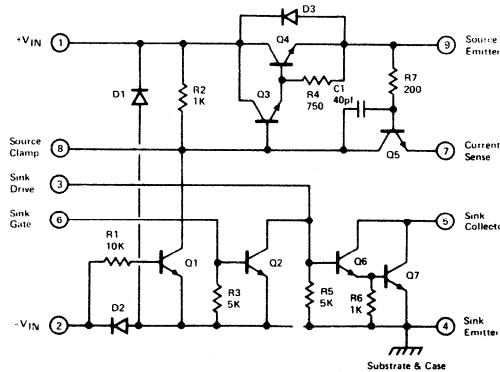 D3
+VIN
1
Q4
9
Source
Emitter
D1
R2
1K
Q3
R4
750
C1
40pf
R7
200
Source
Clamp
8
Q5
7
Current
Sense
Sink
Drive
3
Sink
Gate
6
5
Sink
Collecto
R1
10K
Q1
R3
5K
Q2
R5
5K
Q6
R6
1K
Q7
-VIN
2
D2
4
Sink
Emitter
Substrate & Case